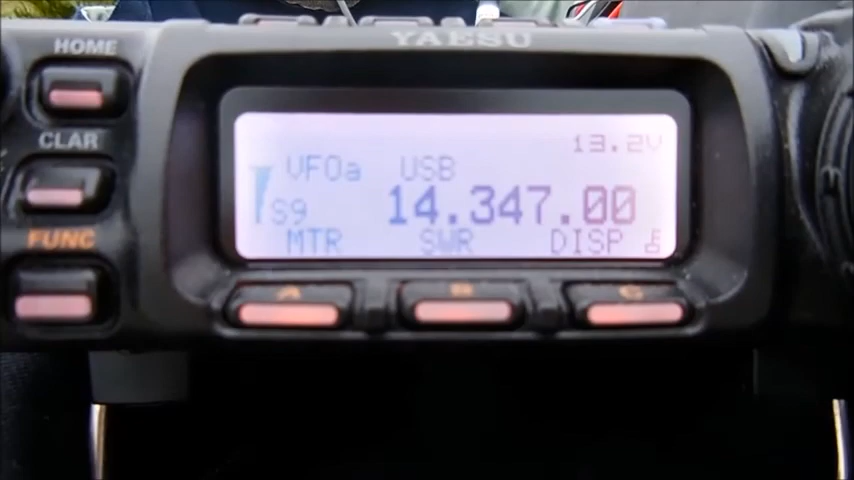 YAESU
HOME
CLAR
FUNC
13.2V
VFOa USB
S9 14.347.00
MTR SWR DISP
A B C